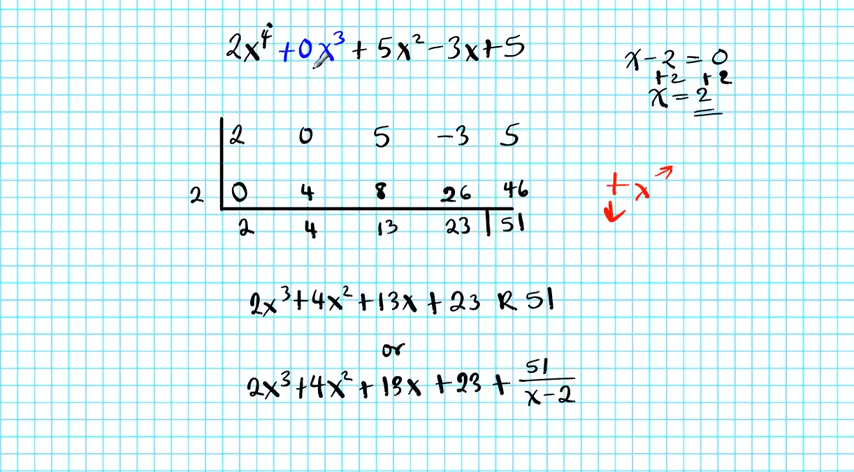 2x⁴ + 0x³ + 5x² - 3x + 5
x - 2 = 0
+2 +2
x = 2
2 0 5 -3 5
2 0 4 8 26 46
2 4 13 23 | 51
+ x
2x³ + 4x² + 13x + 23 R 51
or
2x³ + 4x² + 13x + 23 + 51/(x-2)